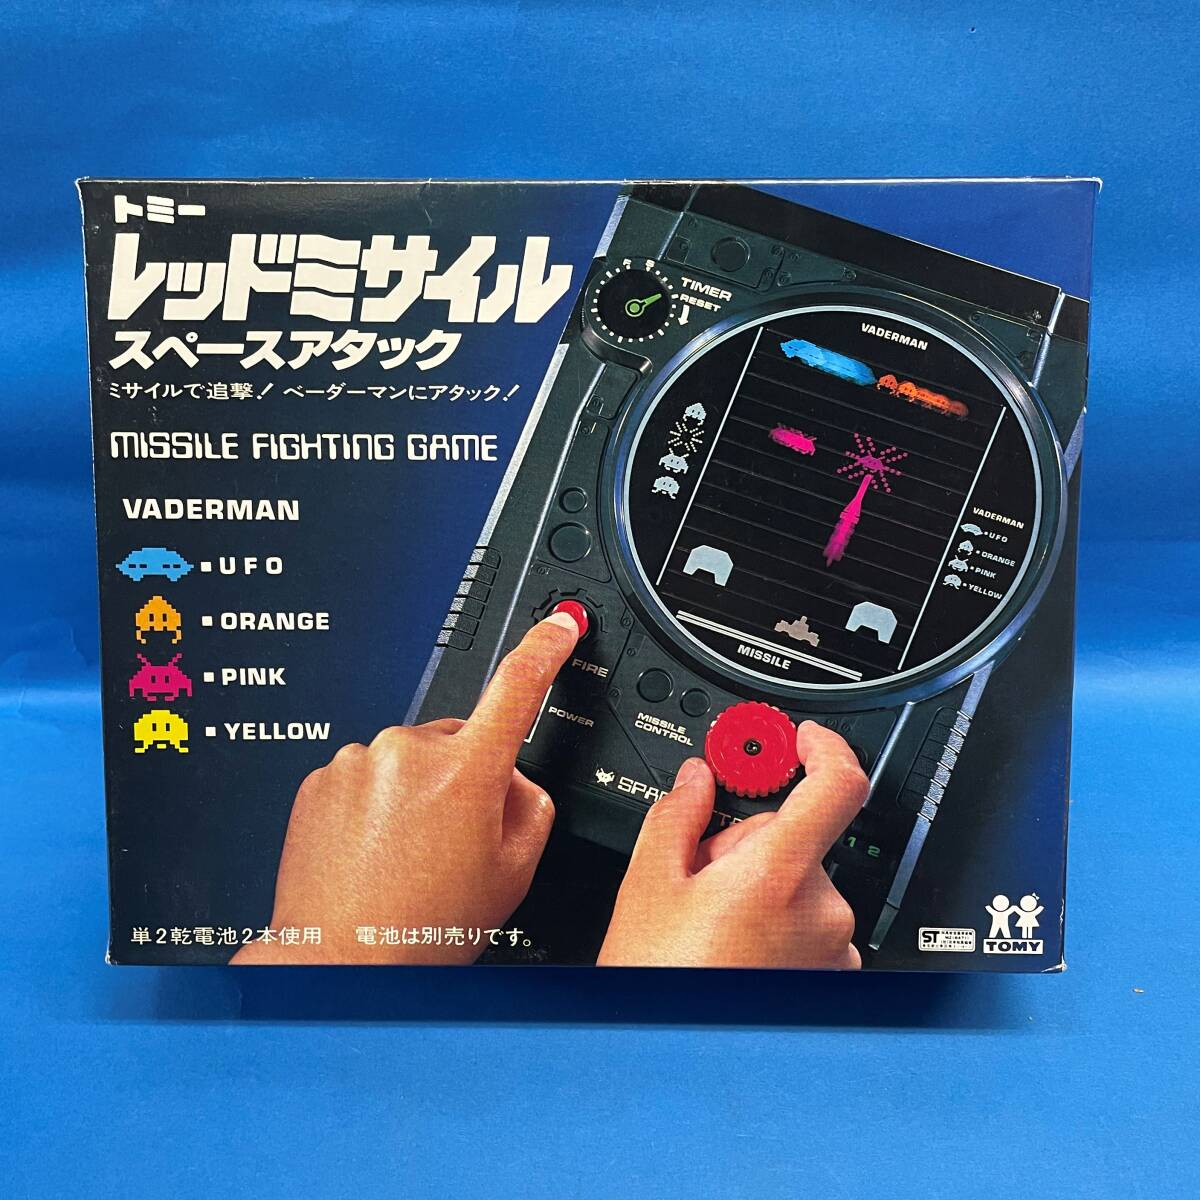 トミー
レッドミサイル
スペースアタック
ミサイルで追撃! ベーダーマンにアタック!
MISSILE FIGHTING GAME
VADERMAN
▪UFO
▪ORANGE
▪PINK
▪YELLOW
単2乾電池2本使用 電池は別売りです。
TIMER
RESET
VADERMAN
VADERMAN
•UFO
•ORANGE
•PINK
•YELLOW
MISSILE
FIRE
POWER
MISSILE
CONTROL
1 2
ST
TOMY